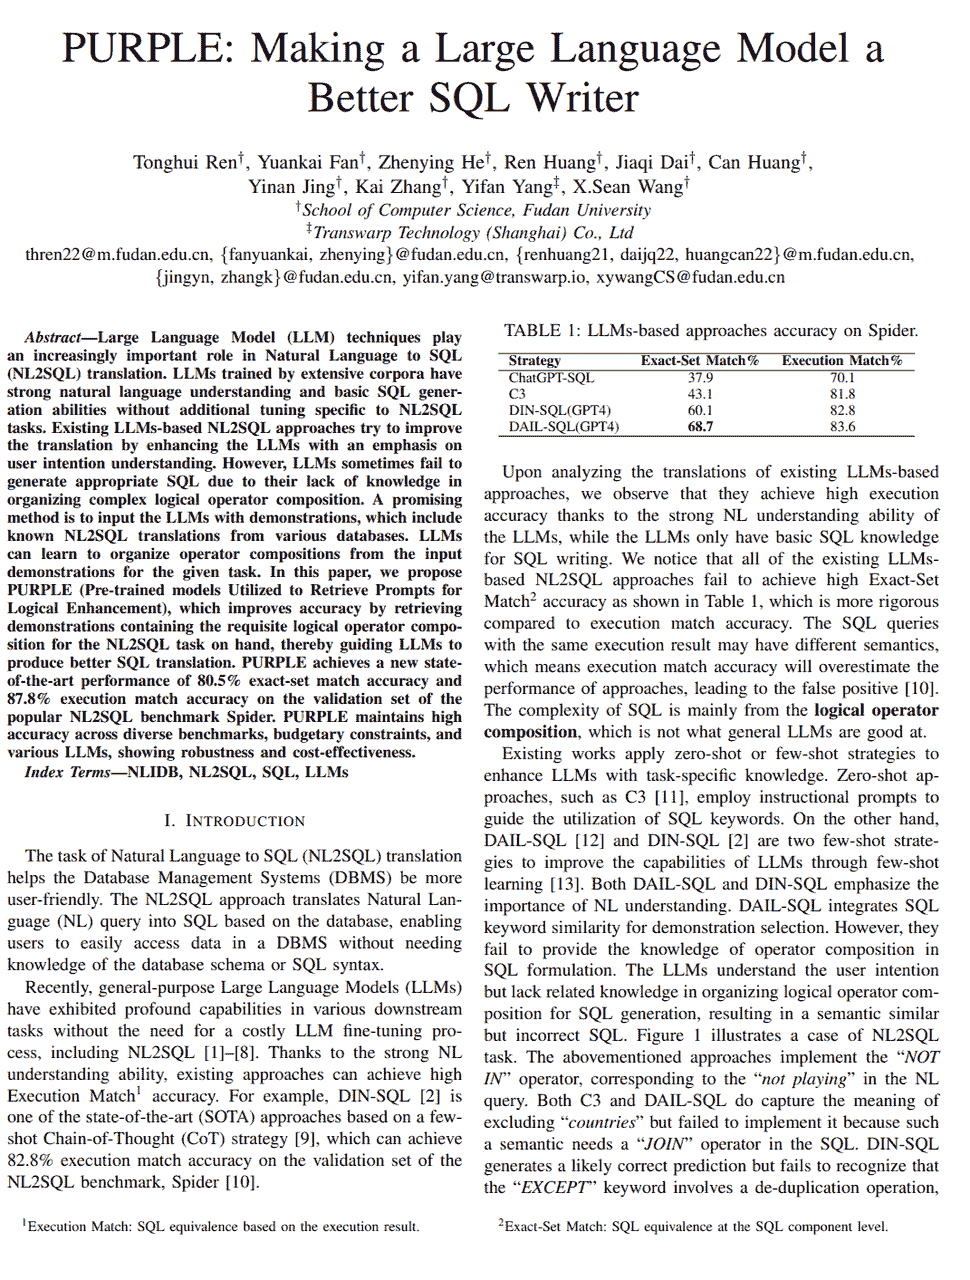 PURPLE: Making a Large Language Model a
Better SQL Writer
Tonghui Ren†, Yuankai Fan†, Zhenying He†, Ren Huang†, Jiaqi Dai†, Can Huang†,
Yinan Jing†, Kai Zhang†, Yifan Yang‡, X.Sean Wang†
†School of Computer Science, Fudan University
‡Transwarp Technology (Shanghai) Co., Ltd
thren22@m.fudan.edu.cn, {fanyuankai, zhenying}@fudan.edu.cn, {renhuang21, daijq22, huangcan22}@m.fudan.edu.cn,
{jingyn, zhangk}@fudan.edu.cn, yifan.yang@transwarp.io, xywangCS@fudan.edu.cn
Abstract—Large Language Model (LLM) techniques play
an increasingly important role in Natural Language to SQL
(NL2SQL) translation. LLMs trained by extensive corpora have
strong natural language understanding and basic SQL gener-
ation abilities without additional tuning specific to NL2SQL
tasks. Existing LLMs-based NL2SQL approaches try to improve
the translation by enhancing the LLMs with an emphasis on
user intention understanding. However, LLMs sometimes fail to
generate appropriate SQL due to their lack of knowledge in
organizing complex logical operator composition. A promising
method is to input the LLMs with demonstrations, which include
known NL2SQL translations from various databases. LLMs
can learn to organize operator compositions from the input
demonstrations for the given task. In this paper, we propose
PURPLE (Pre-trained models Utilized to Retrieve Prompts for
Logical Enhancement), which improves accuracy by retrieving
demonstrations containing the requisite logical operator compo-
sition for the NL2SQL task on hand, thereby guiding LLMs to
produce better SQL translation. PURPLE achieves a new state-
of-the-art performance of 80.5% exact-set match accuracy and
87.8% execution match accuracy on the validation set of the
popular NL2SQL benchmark Spider. PURPLE maintains high
accuracy across diverse benchmarks, budgetary constraints, and
various LLMs, showing robustness and cost-effectiveness.
Index Terms—NLIDB, NL2SQL, SQL, LLMs
I. INTRODUCTION
The task of Natural Language to SQL (NL2SQL) translation
helps the Database Management Systems (DBMS) be more
user-friendly. The NL2SQL approach translates Natural Lan-
guage (NL) query into SQL based on the database, enabling
users to easily access data in a DBMS without needing
knowledge of the database schema or SQL syntax.
Recently, general-purpose Large Language Models (LLMs)
have exhibited profound capabilities in various downstream
tasks without the need for a costly LLM fine-tuning pro-
cess, including NL2SQL [1]–[8]. Thanks to the strong NL
understanding ability, existing approaches can achieve high
Execution Match¹ accuracy. For example, DIN-SQL [2] is
one of the state-of-the-art (SOTA) approaches based on a few-
shot Chain-of-Thought (CoT) strategy [9], which can achieve
82.8% execution match accuracy on the validation set of the
NL2SQL benchmark, Spider [10].
¹Execution Match: SQL equivalence based on the execution result.
TABLE 1: LLMs-based approaches accuracy on Spider.
Strategy Exact-Set Match% Execution Match%
ChatGPT-SQL 37.9 70.1
C3 43.1 81.8
DIN-SQL(GPT4) 60.1 82.8
DAIL-SQL(GPT4) 68.7 83.6
Upon analyzing the translations of existing LLMs-based
approaches, we observe that they achieve high execution
accuracy thanks to the strong NL understanding ability of
the LLMs, while the LLMs only have basic SQL knowledge
for SQL writing. We notice that all of the existing LLMs-
based NL2SQL approaches fail to achieve high Exact-Set
Match² accuracy as shown in Table 1, which is more rigorous
compared to execution match accuracy. The SQL queries
with the same execution result may have different semantics,
which means execution match accuracy will overestimate the
performance of approaches, leading to the false positive [10].
The complexity of SQL is mainly from the logical operator
composition, which is not what general LLMs are good at.
Existing works apply zero-shot or few-shot strategies to
enhance LLMs with task-specific knowledge. Zero-shot ap-
proaches, such as C3 [11], employ instructional prompts to
guide the utilization of SQL keywords. On the other hand,
DAIL-SQL [12] and DIN-SQL [2] are two few-shot strate-
gies to improve the capabilities of LLMs through few-shot
learning [13]. Both DAIL-SQL and DIN-SQL emphasize the
importance of NL understanding. DAIL-SQL integrates SQL
keyword similarity for demonstration selection. However, they
fail to provide the knowledge of operator composition in
SQL formulation. The LLMs understand the user intention
but lack related knowledge in organizing logical operator com-
position for SQL generation, resulting in a semantic similar
but incorrect SQL. Figure 1 illustrates a case of NL2SQL
task. The abovementioned approaches implement the “NOT
IN” operator, corresponding to the “not playing” in the NL
query. Both C3 and DAIL-SQL do capture the meaning of
excluding “countries” but failed to implement it because such
a semantic needs a “JOIN” operator in the SQL. DIN-SQL
generates a likely correct prediction but fails to recognize that
the “EXCEPT” keyword involves a de-duplication operation,
²Exact-Set Match: SQL equivalence at the SQL component level.